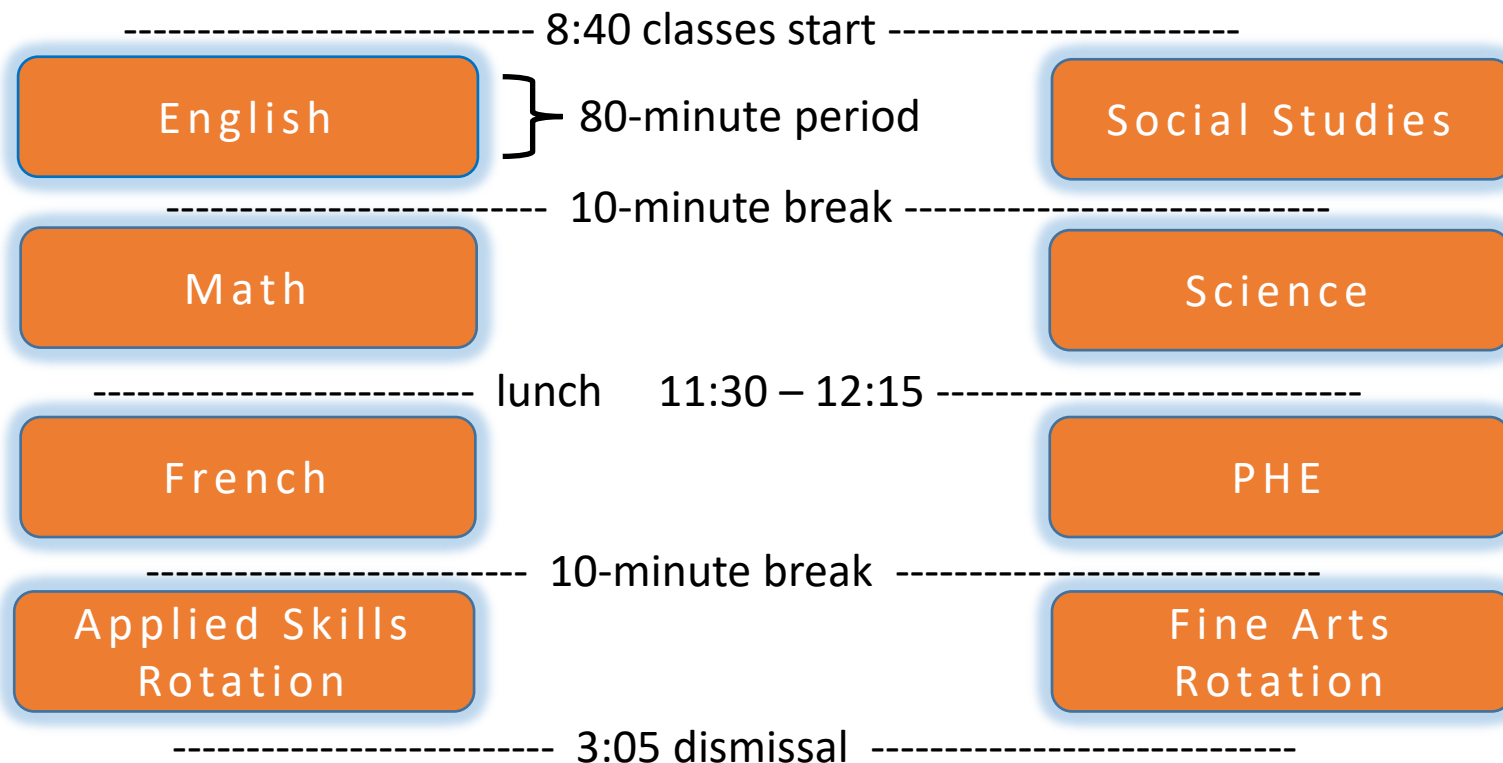 8:40 classes start
English
80-minute period
Social Studies
10-minute break
Math
Science
lunch 11:30 – 12:15
French
PHE
10-minute break
Applied Skills
Rotation
Fine Arts
Rotation
3:05 dismissal